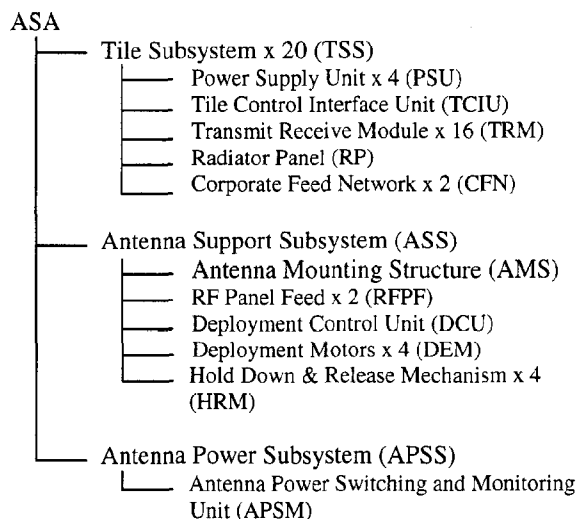 ASA
Tile Subsystem x 20 (TSS)
Power Supply Unit x 4 (PSU)
Tile Control Interface Unit (TCIU)
Transmit Receive Module x 16 (TRM)
Radiator Panel (RP)
Corporate Feed Network x 2 (CFN)
Antenna Support Subsystem (ASS)
Antenna Mounting Structure (AMS)
RF Panel Feed x 2 (RFPF)
Deployment Control Unit (DCU)
Deployment Motors x 4 (DEM)
Hold Down & Release Mechanism x 4
(HRM)
Antenna Power Subsystem (APSS)
Antenna Power Switching and Monitoring
Unit (APSM)